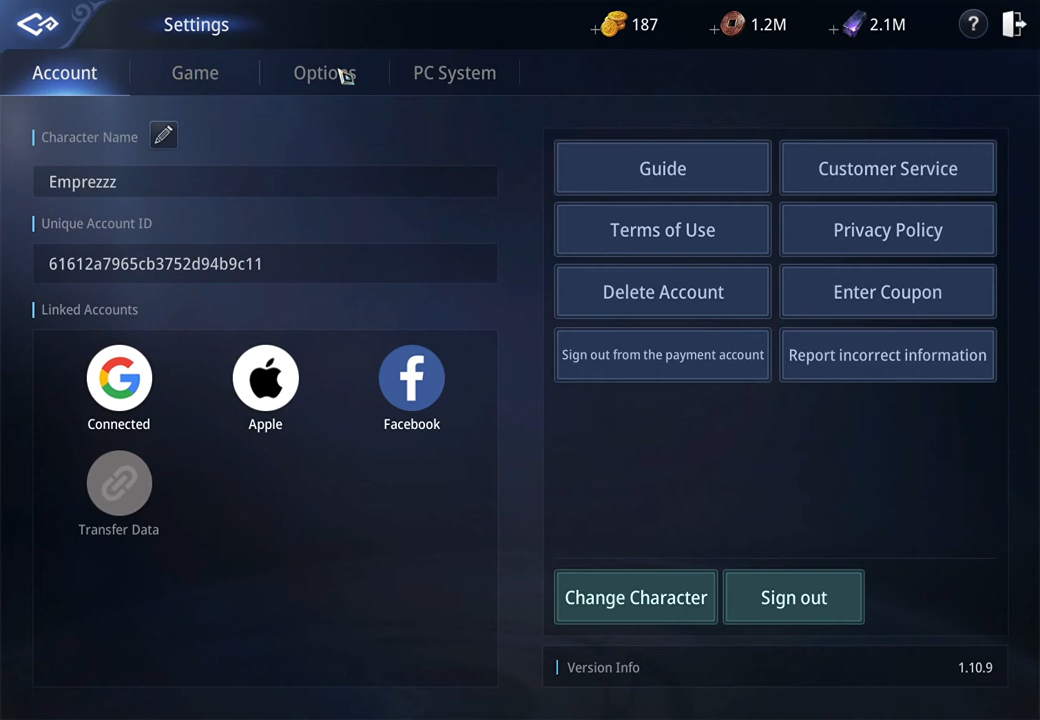 Settings
187
1.2M
2.1M
?
Account
Game
Options
PC System
Character Name
Emprezzz
Unique Account ID
61612a7965cb3752d94b9c11
Linked Accounts
Connected
Apple
Facebook
Transfer Data
Guide
Customer Service
Terms of Use
Privacy Policy
Delete Account
Enter Coupon
Sign out from the payment account
Report incorrect information
Change Character
Sign out
Version Info
1.10.9